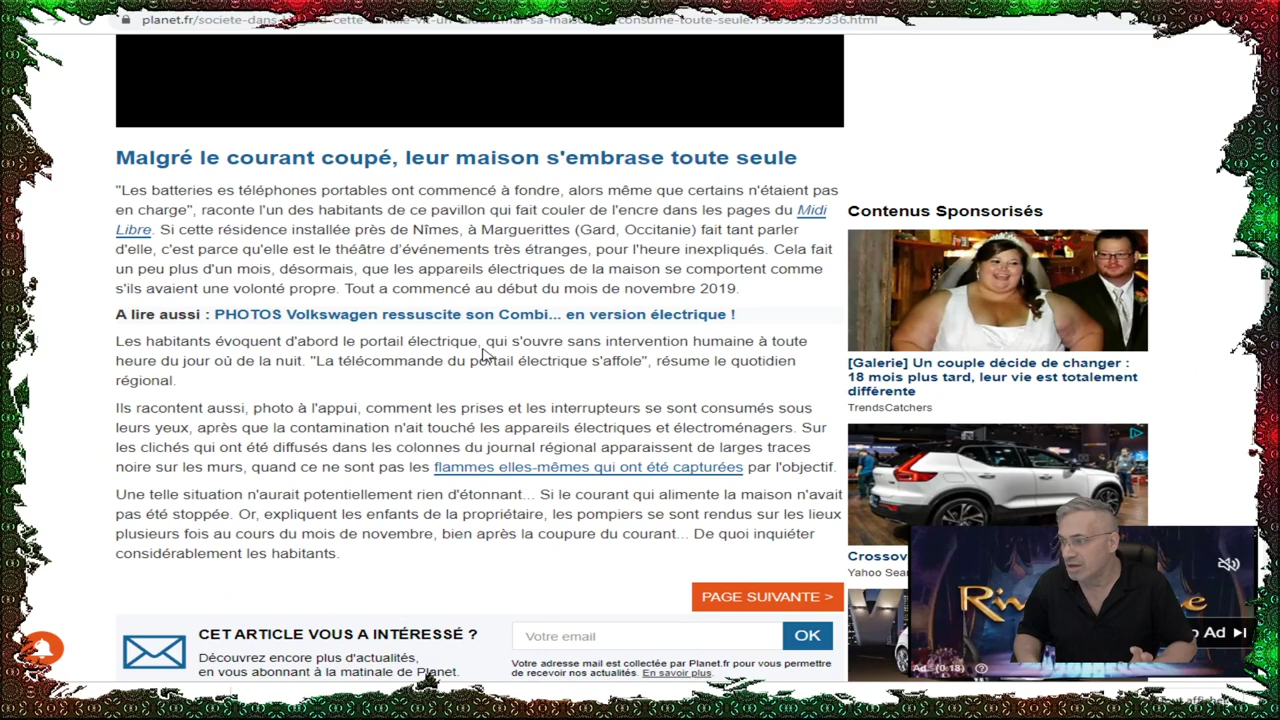 planet.fr/societe-dans
consume-toute-seule
29336.html
Malgré le courant coupé, leur maison s'embrase toute seule
"Les batteries es téléphones portables ont commencé à fondre, alors même que certains n'étaient pas
en charge", raconte l'un des habitants de ce pavillon qui fait couler de l'encre dans les pages du Midi
Libre. Si cette résidence installée près de Nîmes, à Marguerittes (Gard, Occitanie) fait tant parler
d'elle, c'est parce qu'elle est le théâtre d'événements très étranges, pour l'heure inexpliqués. Cela fait
un peu plus d'un mois, désormais, que les appareils électriques de la maison se comportent comme
s'ils avaient une volonté propre. Tout a commencé au début du mois de novembre 2019.
A lire aussi : PHOTOS Volkswagen ressuscite son Combi... en version électrique !
Les habitants évoquent d'abord le portail électrique, qui s'ouvre sans intervention humaine à toute
heure du jour oû de la nuit. "La télécommande du portail électrique s'affole", résume le quotidien
régional.
Ils racontent aussi, photo à l'appui, comment les prises et les interrupteurs se sont consumés sous
leurs yeux, après que la contamination n'ait touché les appareils électriques et électroménagers. Sur
les clichés qui ont été diffusés dans les colonnes du journal régional apparaissent de larges traces
noire sur les murs, quand ce ne sont pas les flammes elles-mêmes qui ont été capturées par l'objectif.
Une telle situation n'aurait potentiellement rien d'étonnant... Si le courant qui alimente la maison n'avait
pas été stoppée. Or, expliquent les enfants de la propriétaire, les pompiers se sont rendus sur les lieux
plusieurs fois au cours du mois de novembre, bien après la coupure du courant... De quoi inquiéter
considérablement les habitants.
PAGE SUIVANTE >
CET ARTICLE VOUS A INTÉRESSÉ ?
Découvrez encore plus d'actualités,
en vous abonnant à la matinale de Planet.
Votre email
OK
Votre adresse mail est collectée par Planet.fr pour vous permettre
de recevoir nos actualités. En savoir plus.
Contenus Sponsorisés
[Galerie] Un couple décide de changer :
18 mois plus tard, leur vie est totalement
différente
TrendsCatchers
Crossov
Yahoo Sear
Ad
Ad (0:18)